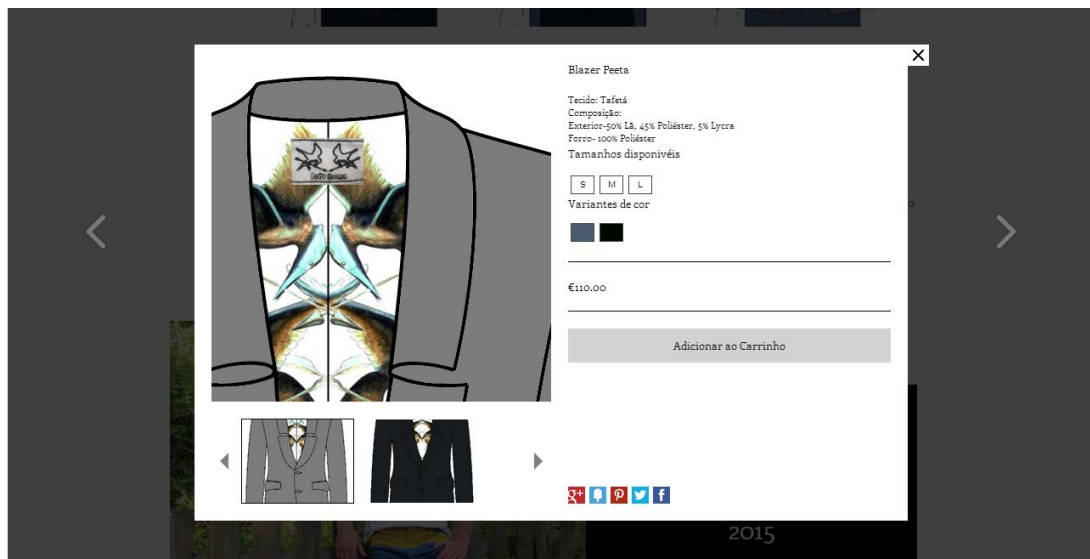 Blazer Peeta
Tecido: Tafetá
Composição:
Exterior-50% Lã, 45% Poliéster, 5% Lycra
Forro- 100% Poliéster
Tamanhos disponivéis
S M L
Variantes de cor
€110.00
Adicionar ao Carrinho
2015